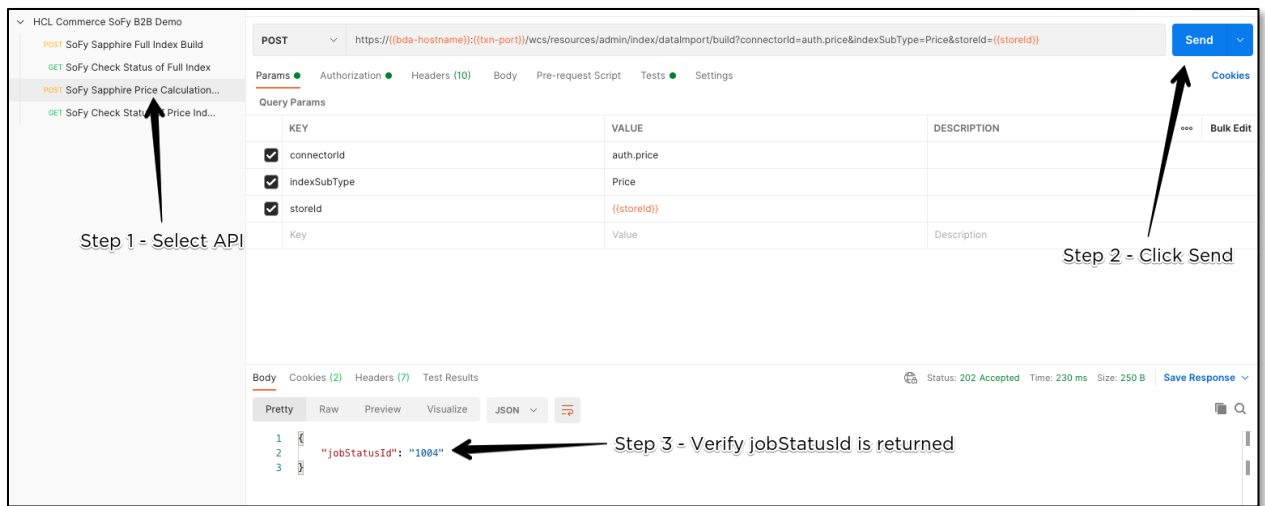 HCL Commerce SoFy B2B Demo
POST SoFy Sapphire Full Index Build
GET SoFy Check Status of Full Index
POST SoFy Sapphire Price Calculation...
GET SoFy Check Status of Price Ind...
Step 1 - Select API
POST https://{{bda-hostname}}:{{txn-port}}/wcs/resources/admin/index/dataImport/build?connectorId=auth.price&indexSubType=Price&storeId={{storeId}} Send
Params Authorization Headers (10) Body Pre-request Script Tests Settings Cookies
Query Params
KEY VALUE DESCRIPTION ooo Bulk Edit
connectorId auth.price
indexSubType Price
storeId {{storeId}}
Key Value Description
Step 2 - Click Send
Body Cookies (2) Headers (7) Test Results Status: 202 Accepted Time: 230 ms Size: 250 B Save Response
Pretty Raw Preview Visualize JSON
1 {
2 "jobStatusId": "1004"
3 }
Step 3 - Verify jobStatusId is returned